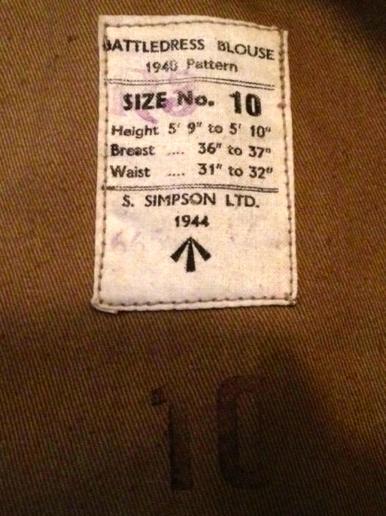 BATTLEDRESS BLOUSE
1940 Pattern
SIZE No. 10
Height 5' 9" to 5' 10"
Breast .... 36" to 37"
Waist .... 31" to 32"
S. SIMPSON LTD.
1944
10